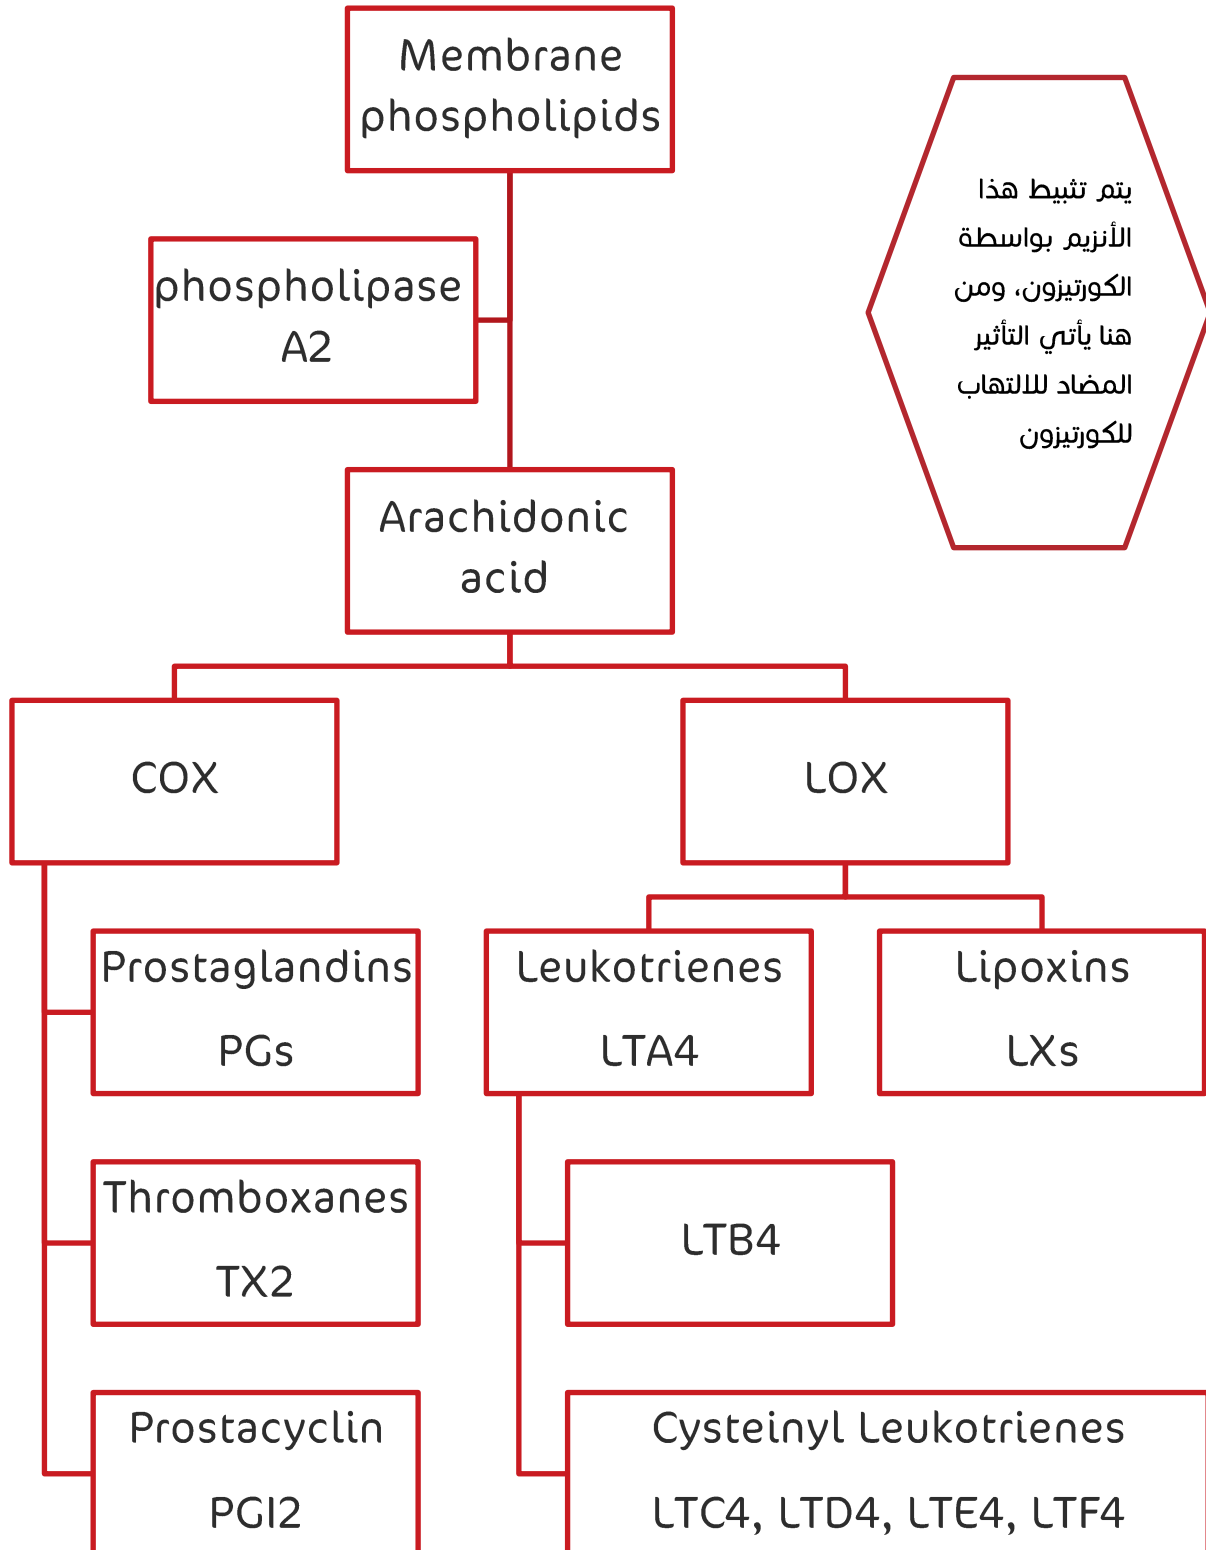 Membrane
phospholipids
يتم تثبيط هذا
الأنزيم بواسطة
الكورتيزون، ومن
هنا يأتي التأثير
المضاد للالتهاب
للكورتيزون
phospholipase
A2
Arachidonic
acid
COX
LOX
Prostaglandins
PGs
Leukotrienes
LTA4
Lipoxins
LXs
Thromboxanes
TX2
LTB4
Prostacyclin
PGI2
Cysteinyl Leukotrienes
LTC4, LTD4, LTE4, LTF4